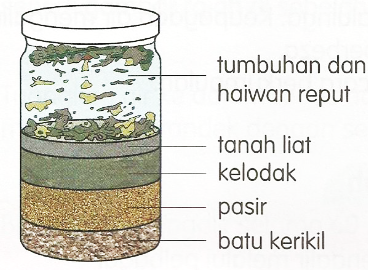 tumbuhan dan
haiwan reput
tanah liat
kelodak
pasir
batu kerikil